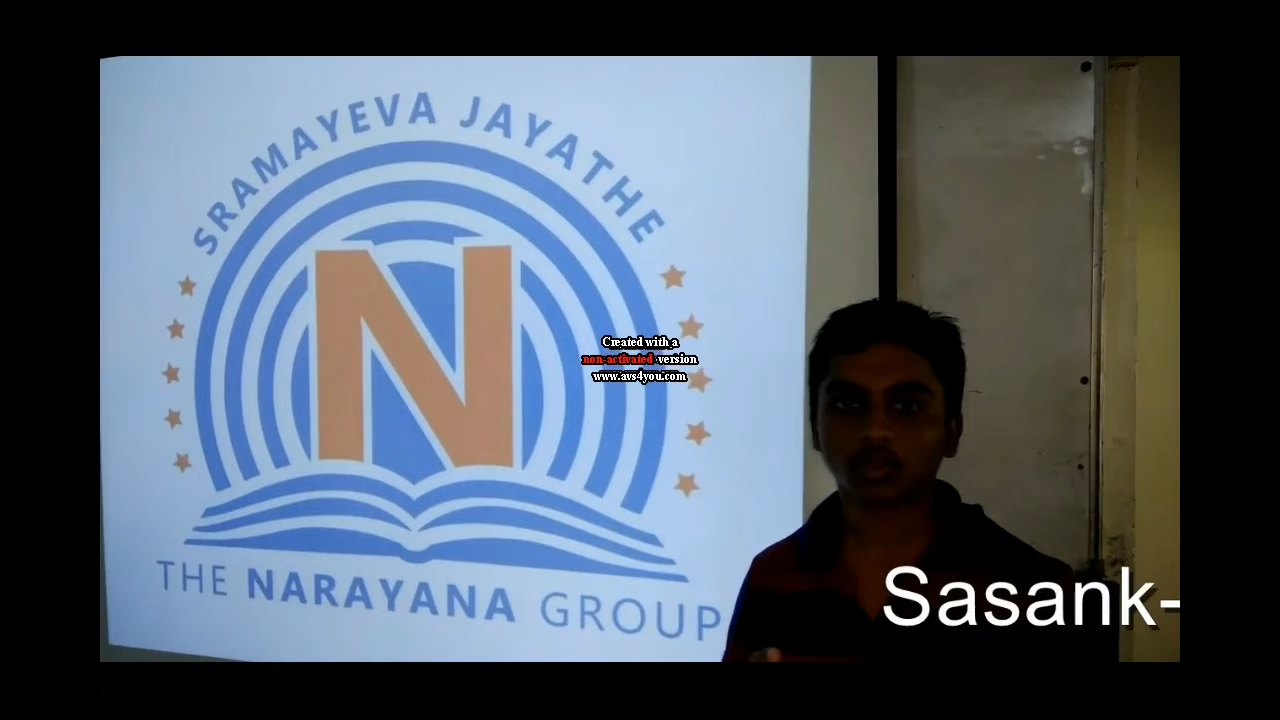 SRAMAYEVA JAYATHE
N
THE NARAYANA GROUP
Created with a
non-activated version
www.avs4you.com
Sasank-